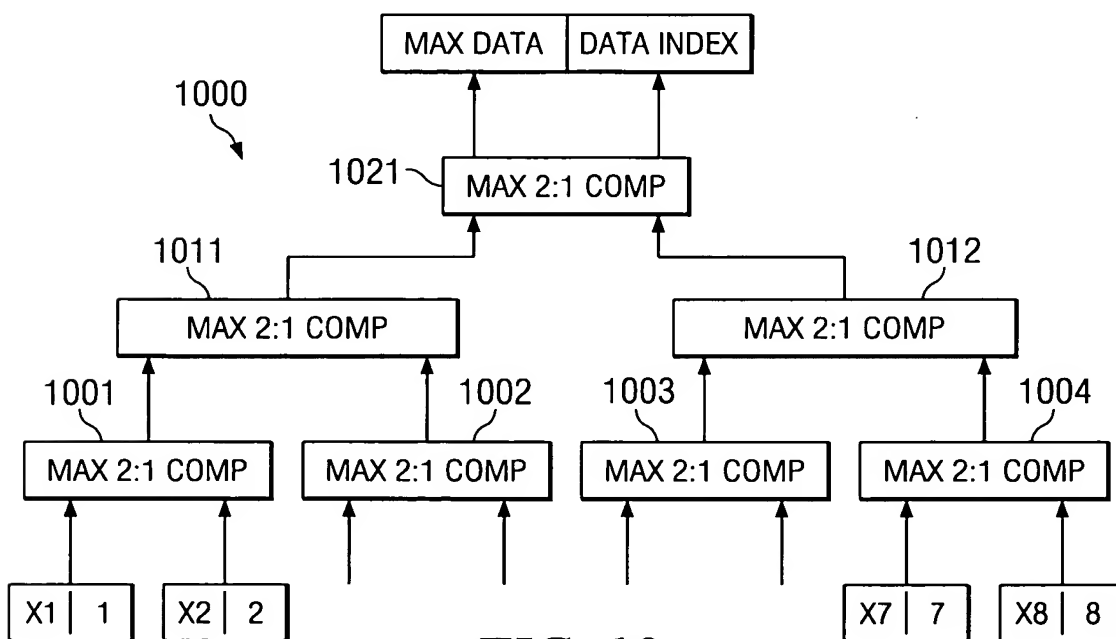 MAX DATA DATA INDEX
1000
1021
MAX 2:1 COMP
1011
1012
MAX 2:1 COMP
MAX 2:1 COMP
1001
1002
1003
1004
MAX 2:1 COMP
MAX 2:1 COMP
MAX 2:1 COMP
MAX 2:1 COMP
X1 1
X2 2
X7 7
X8 8